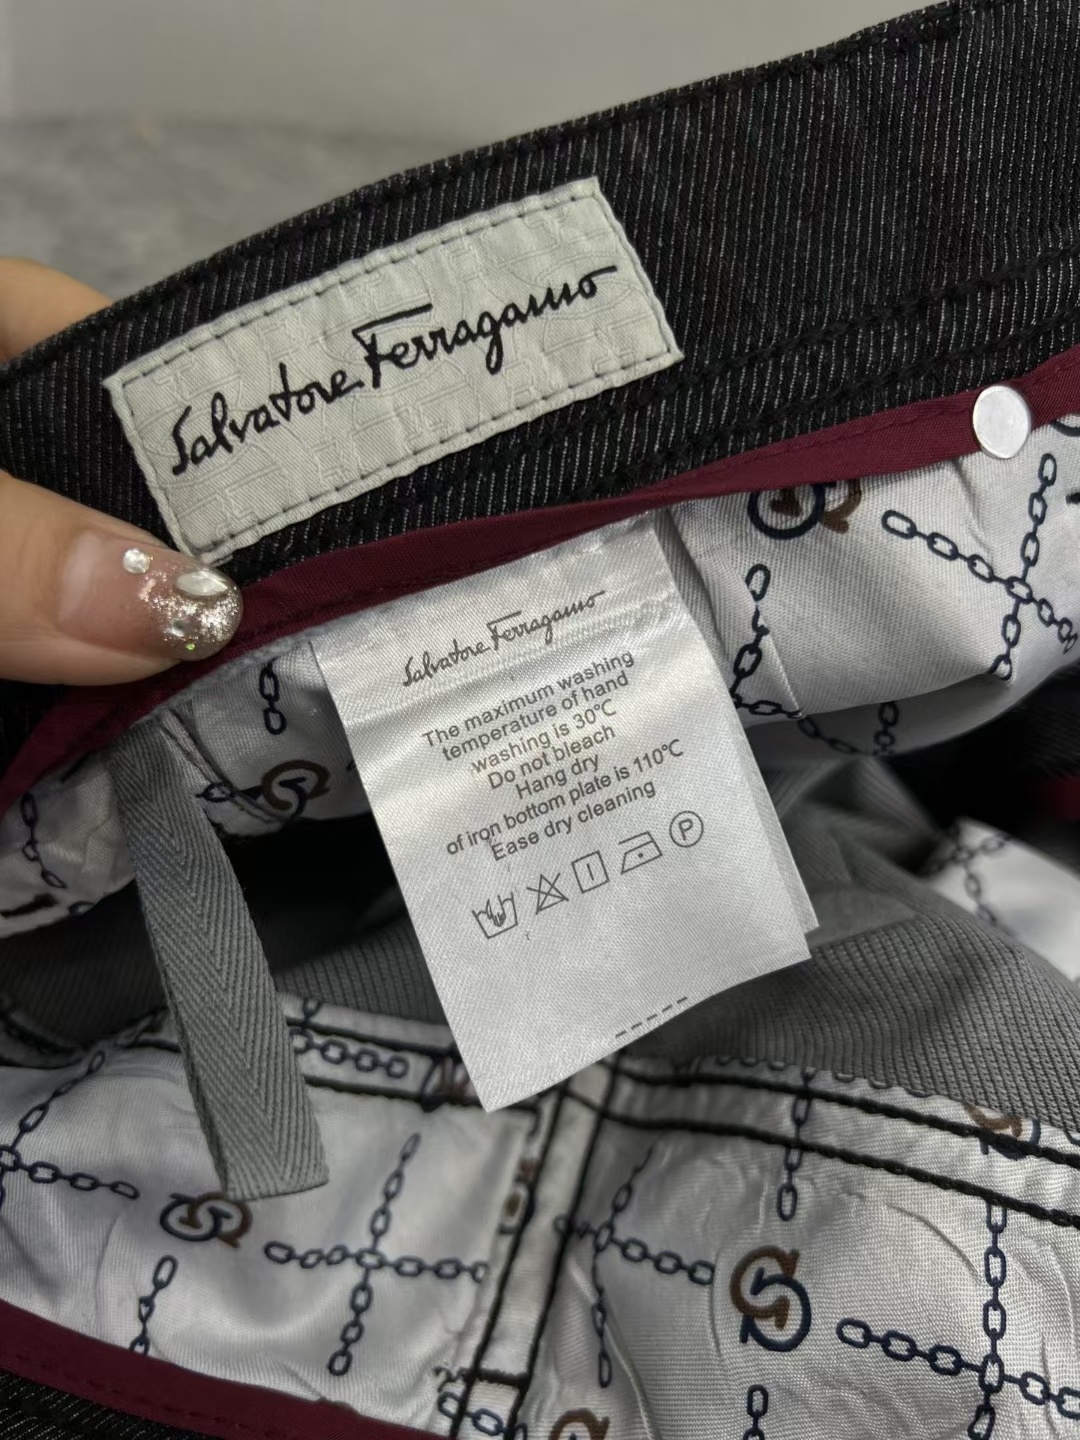 Salvatore Ferragamo
Salvatore Ferragamo
The maximum washing
temperature of hand
washing is 30℃
Do not bleach
Hang dry
of iron bottom plate is 110℃
Ease dry cleaning
P